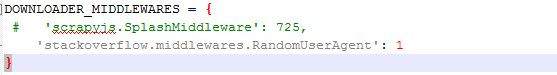 DOWNLOADER_MIDDLEWARES = {
#   'scrapyjs.SplashMiddleware': 725,
'stackoverflow.middlewares.RandomUserAgent': 1
}